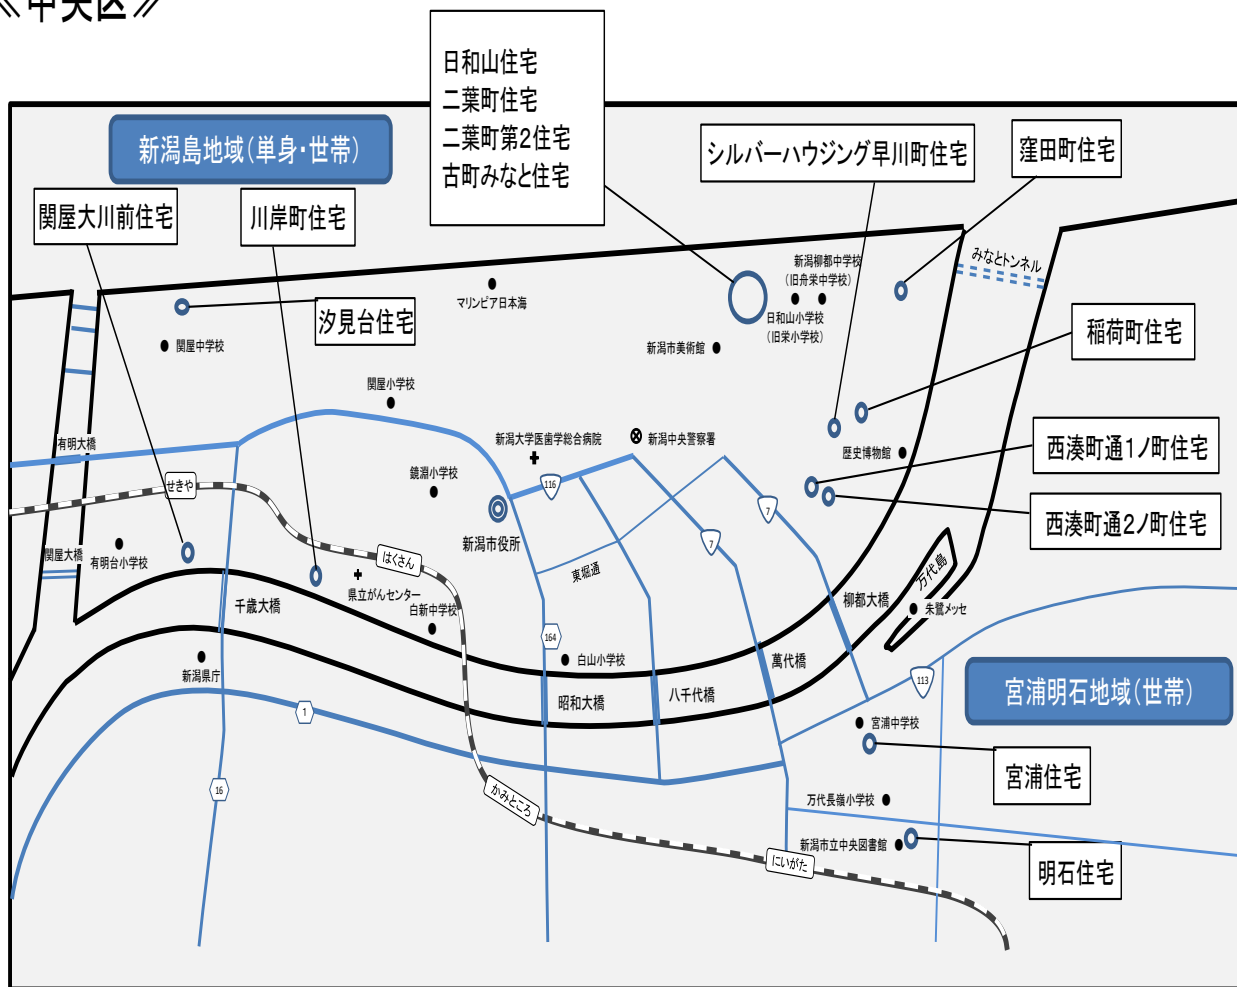 ≪中央区≫
日和山住宅
二葉町住宅
二葉町第2住宅
古町みなと住宅
新潟島地域(単身・世帯)
シルバーハウジング早川町住宅
窪田町住宅
関屋大川前住宅
川岸町住宅
汐見台住宅
マリンピア日本海
新潟柳都中学校
(旧舟栄中学校)
みなとトンネル
日和山小学校
(旧栄小学校)
稲荷町住宅
関屋中学校
新潟市美術館
関屋小学校
有明大橋
新潟大学医歯学総合病院
新潟中央警察署
歴史博物館
西湊町通1ノ町住宅
せきや
鏡淵小学校
116
7
7
西湊町通2ノ町住宅
新潟市役所
関屋大橋
有明台小学校
はくさん
東堀通
万代島
県立がんセンター
千歳大橋
白新中学校
柳都大橋
朱鷺メッセ
164
新潟県庁
白山小学校
萬代橋
昭和大橋
八千代橋
113
宮浦明石地域(世帯)
1
宮浦中学校
宮浦住宅
16
かみところ
万代長嶺小学校
新潟市立中央図書館
にいがた
明石住宅